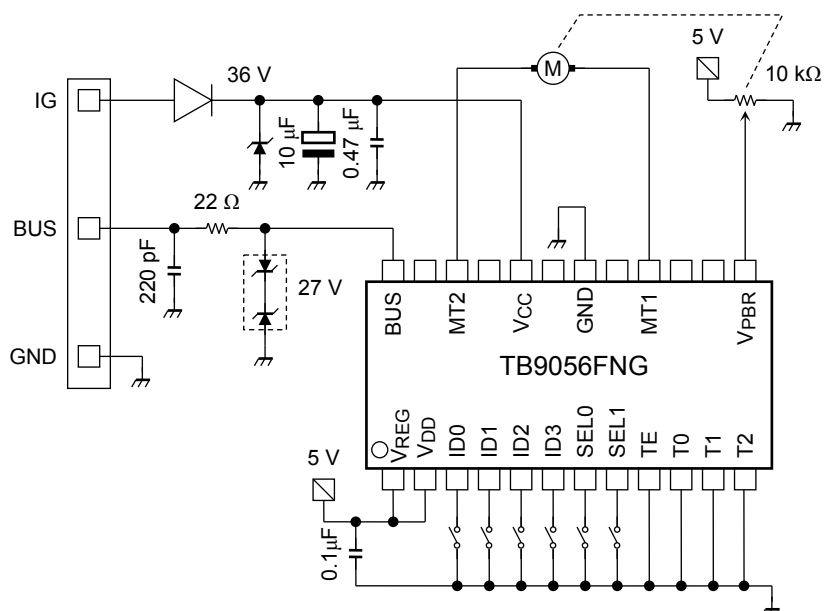 5 V
M
10 kΩ
IG
36 V
10 μF
0.47 μF
22 Ω
BUS
220 pF
27 V
GND
BUS
MT2
VCC
GND
MT1
VPBR
TB9056FNG
VREG
VDD
ID0
ID1
ID2
ID3
SEL0
SEL1
TE
T0
T1
T2
5 V
0.1μF